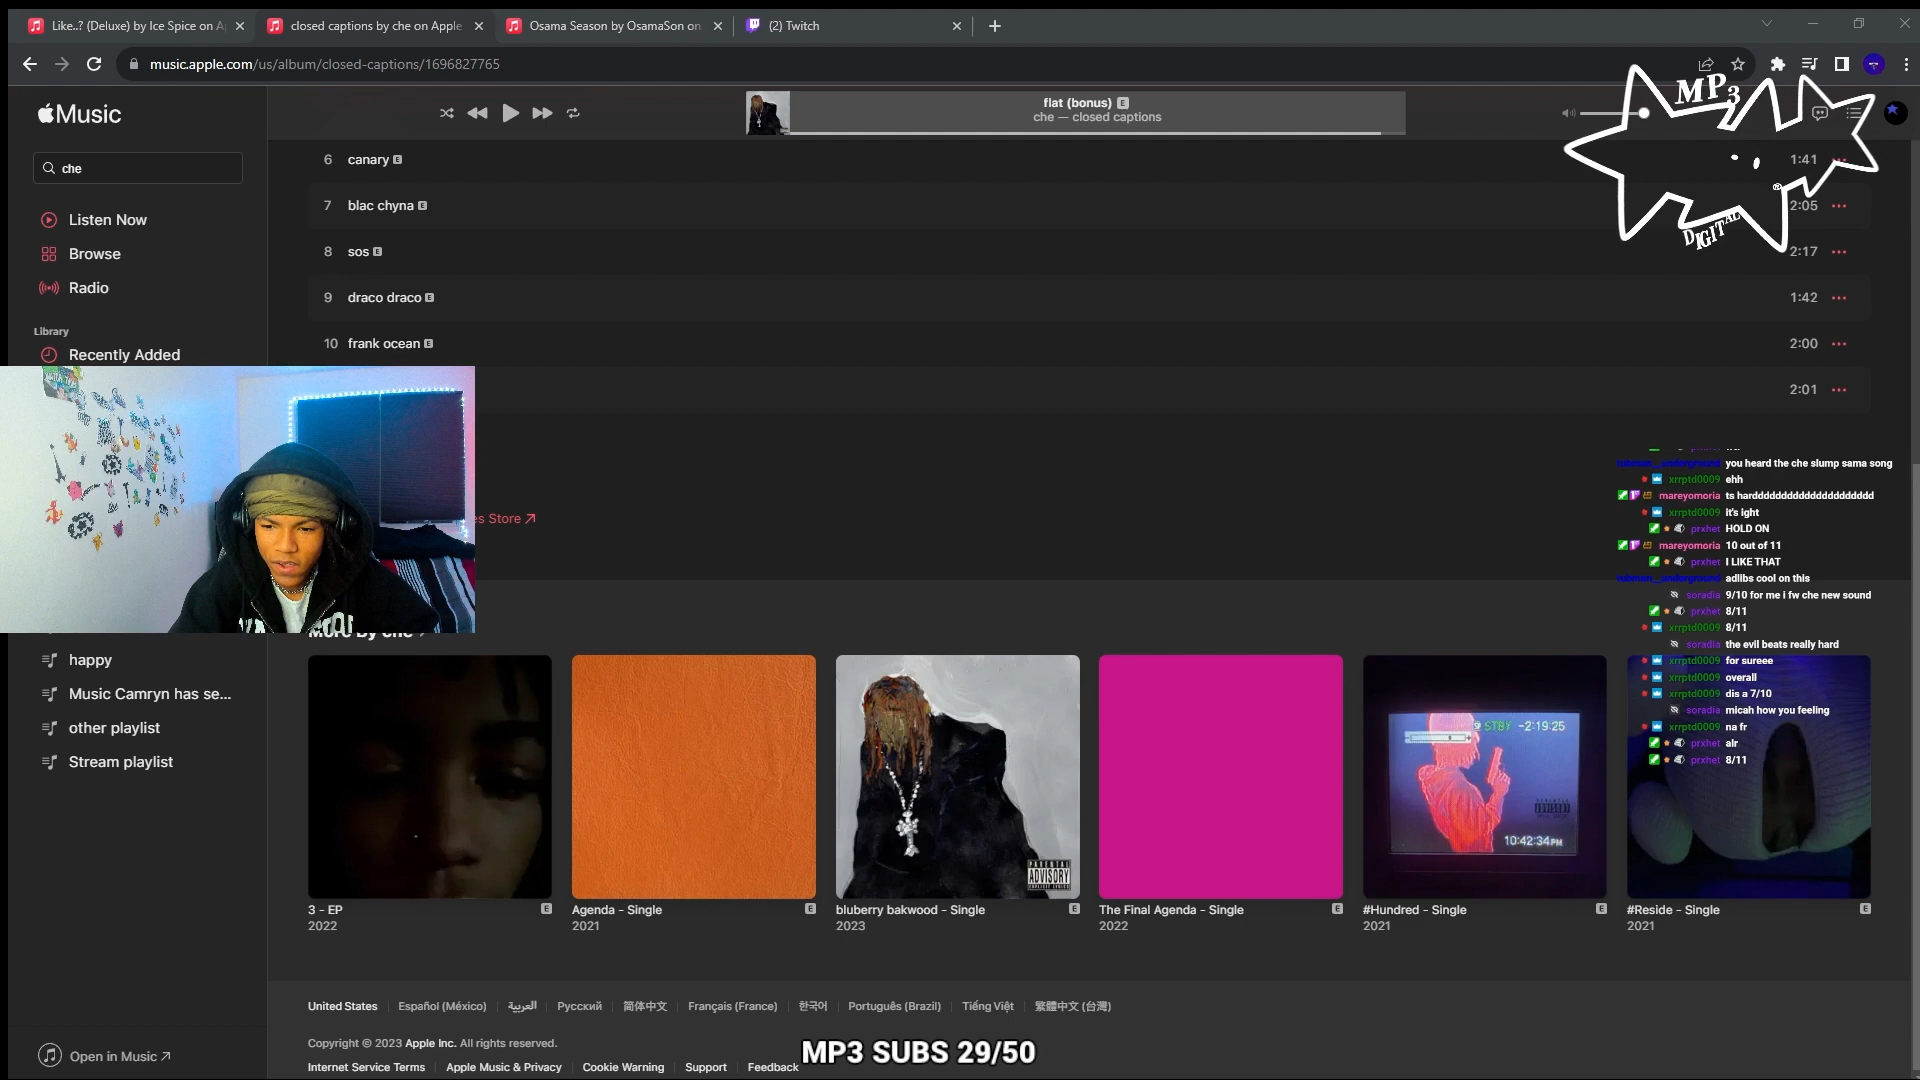 Like..? (Deluxe) by Ice Spice on A
closed captions by che on Apple
Osama Season by OsamaSon on
(2) Twitch
music.apple.com/us/album/closed-captions/1696827765
Music
flat (bonus) E
che — closed captions
MP3
DIGITAL
che
Listen Now
Browse
Radio
Library
Recently Added
6 canary E 1:41
7 blac chyna E 2:05
8 sos E 2:17
9 draco draco E 1:42
10 frank ocean E 2:00
2:01
es Store
you heard the che slump sama song
xrrptd0009 ehh
mareyomoria ts harddddddddddddddddddddd
xrrptd0009 it's ight
prxhet HOLD ON
mareyomoria 10 out of 11
prxhet I LIKE THAT
adlibs cool on this
soradia 9/10 for me i fw che new sound
prxhet 8/11
xrrptd0009 8/11
soradia the evil beats really hard
xrrptd0009 for sureee
xrrptd0009 overall
xrrptd0009 dis a 7/10
soradia micah how you feeling
xrrptd0009 na fr
prxhet alr
prxhet 8/11
More by che
happy
Music Camryn has se...
other playlist
Stream playlist
STBY -2:19:25
10:42:34PM
PARENTAL
ADVISORY
EXPLICIT LYRICS
3 - EP E
2022
Agenda - Single E
2021
bluberry bakwood - Single E
2023
The Final Agenda - Single E
2022
#Hundred - Single E
2021
#Reside - Single E
2021
United States
Español (México)
العربية
Русский
简体中文
Français (France)
한국어
Português (Brazil)
Tiếng Việt
繁體中文 (台灣)
Copyright © 2023 Apple Inc. All rights reserved.
Internet Service Terms
Apple Music & Privacy
Cookie Warning
Support
Feedback
Open in Music
MP3 SUBS 29/50